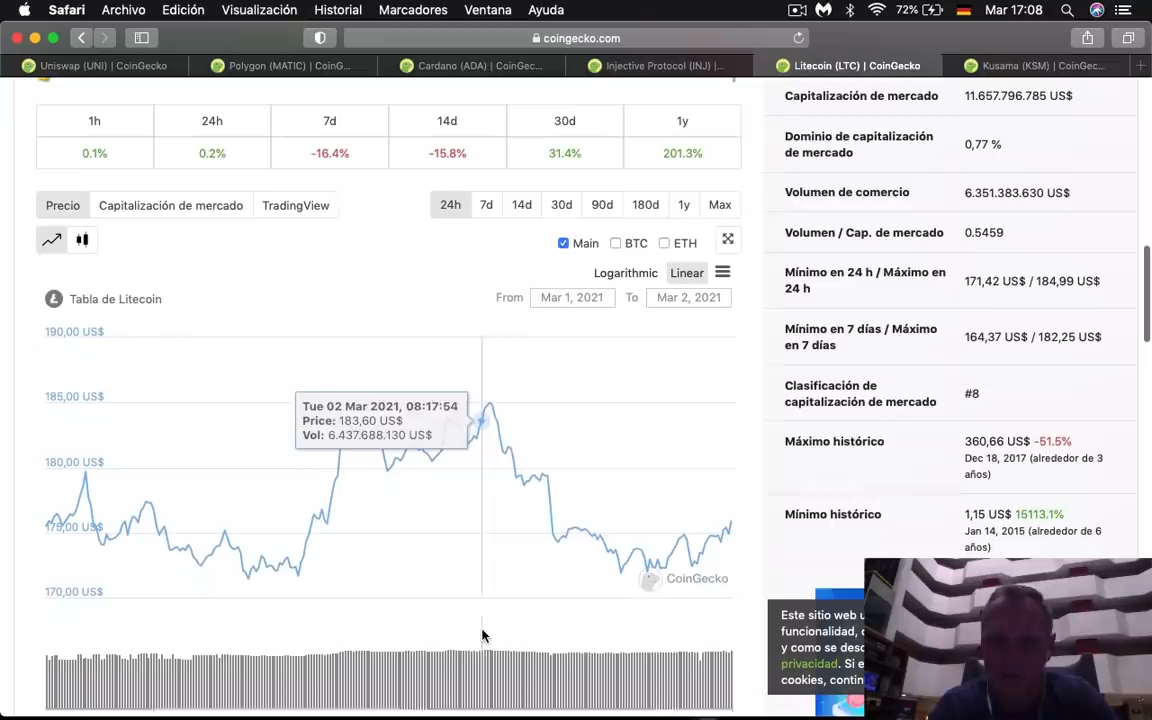 Safari Archivo Edición Visualización Historial Marcadores Ventana Ayuda 72% Mar 17:08
coingecko.com
Uniswap (UNI) | CoinGecko Polygon (MATIC) | CoinG... Cardano (ADA) | CoinGec... Injective Protocol (INJ) |... Litecoin (LTC) | CoinGecko Kusama (KSM) | CoinGec...
1h 24h 7d 14d 30d 1y
0.1% 0.2% -16.4% -15.8% 31.4% 201.3%
Precio Capitalización de mercado TradingView
24h 7d 14d 30d 90d 180d 1y Max
Main BTC ETH
Logarithmic Linear
Tabla de Litecoin
From Mar 1, 2021 To Mar 2, 2021
190,00 US$
185,00 US$
180,00 US$
175,00 US$
170,00 US$
Tue 02 Mar 2021, 08:17:54
Price: 183,60 US$
Vol: 6.437.688.130 US$
CoinGecko
Capitalización de mercado 11.657.796.785 US$
Dominio de capitalización
de mercado
0,77 %
Volumen de comercio 6.351.383.630 US$
Volumen / Cap. de mercado 0.5459
Mínimo en 24 h / Máximo en
24 h
171,42 US$ / 184,99 US$
Mínimo en 7 días / Máximo
en 7 días
164,37 US$ / 182,25 US$
Clasificación de
capitalización de mercado
#8
Máximo histórico 360,66 US$ -51.5%
Dec 18, 2017 (alrededor de 3
años)
Mínimo histórico 1,15 US$ 15113.1%
Jan 14, 2015 (alrededor de 6
años)
Este sitio web
funcionalidad,
y como se
privacidad. Si
cookies,